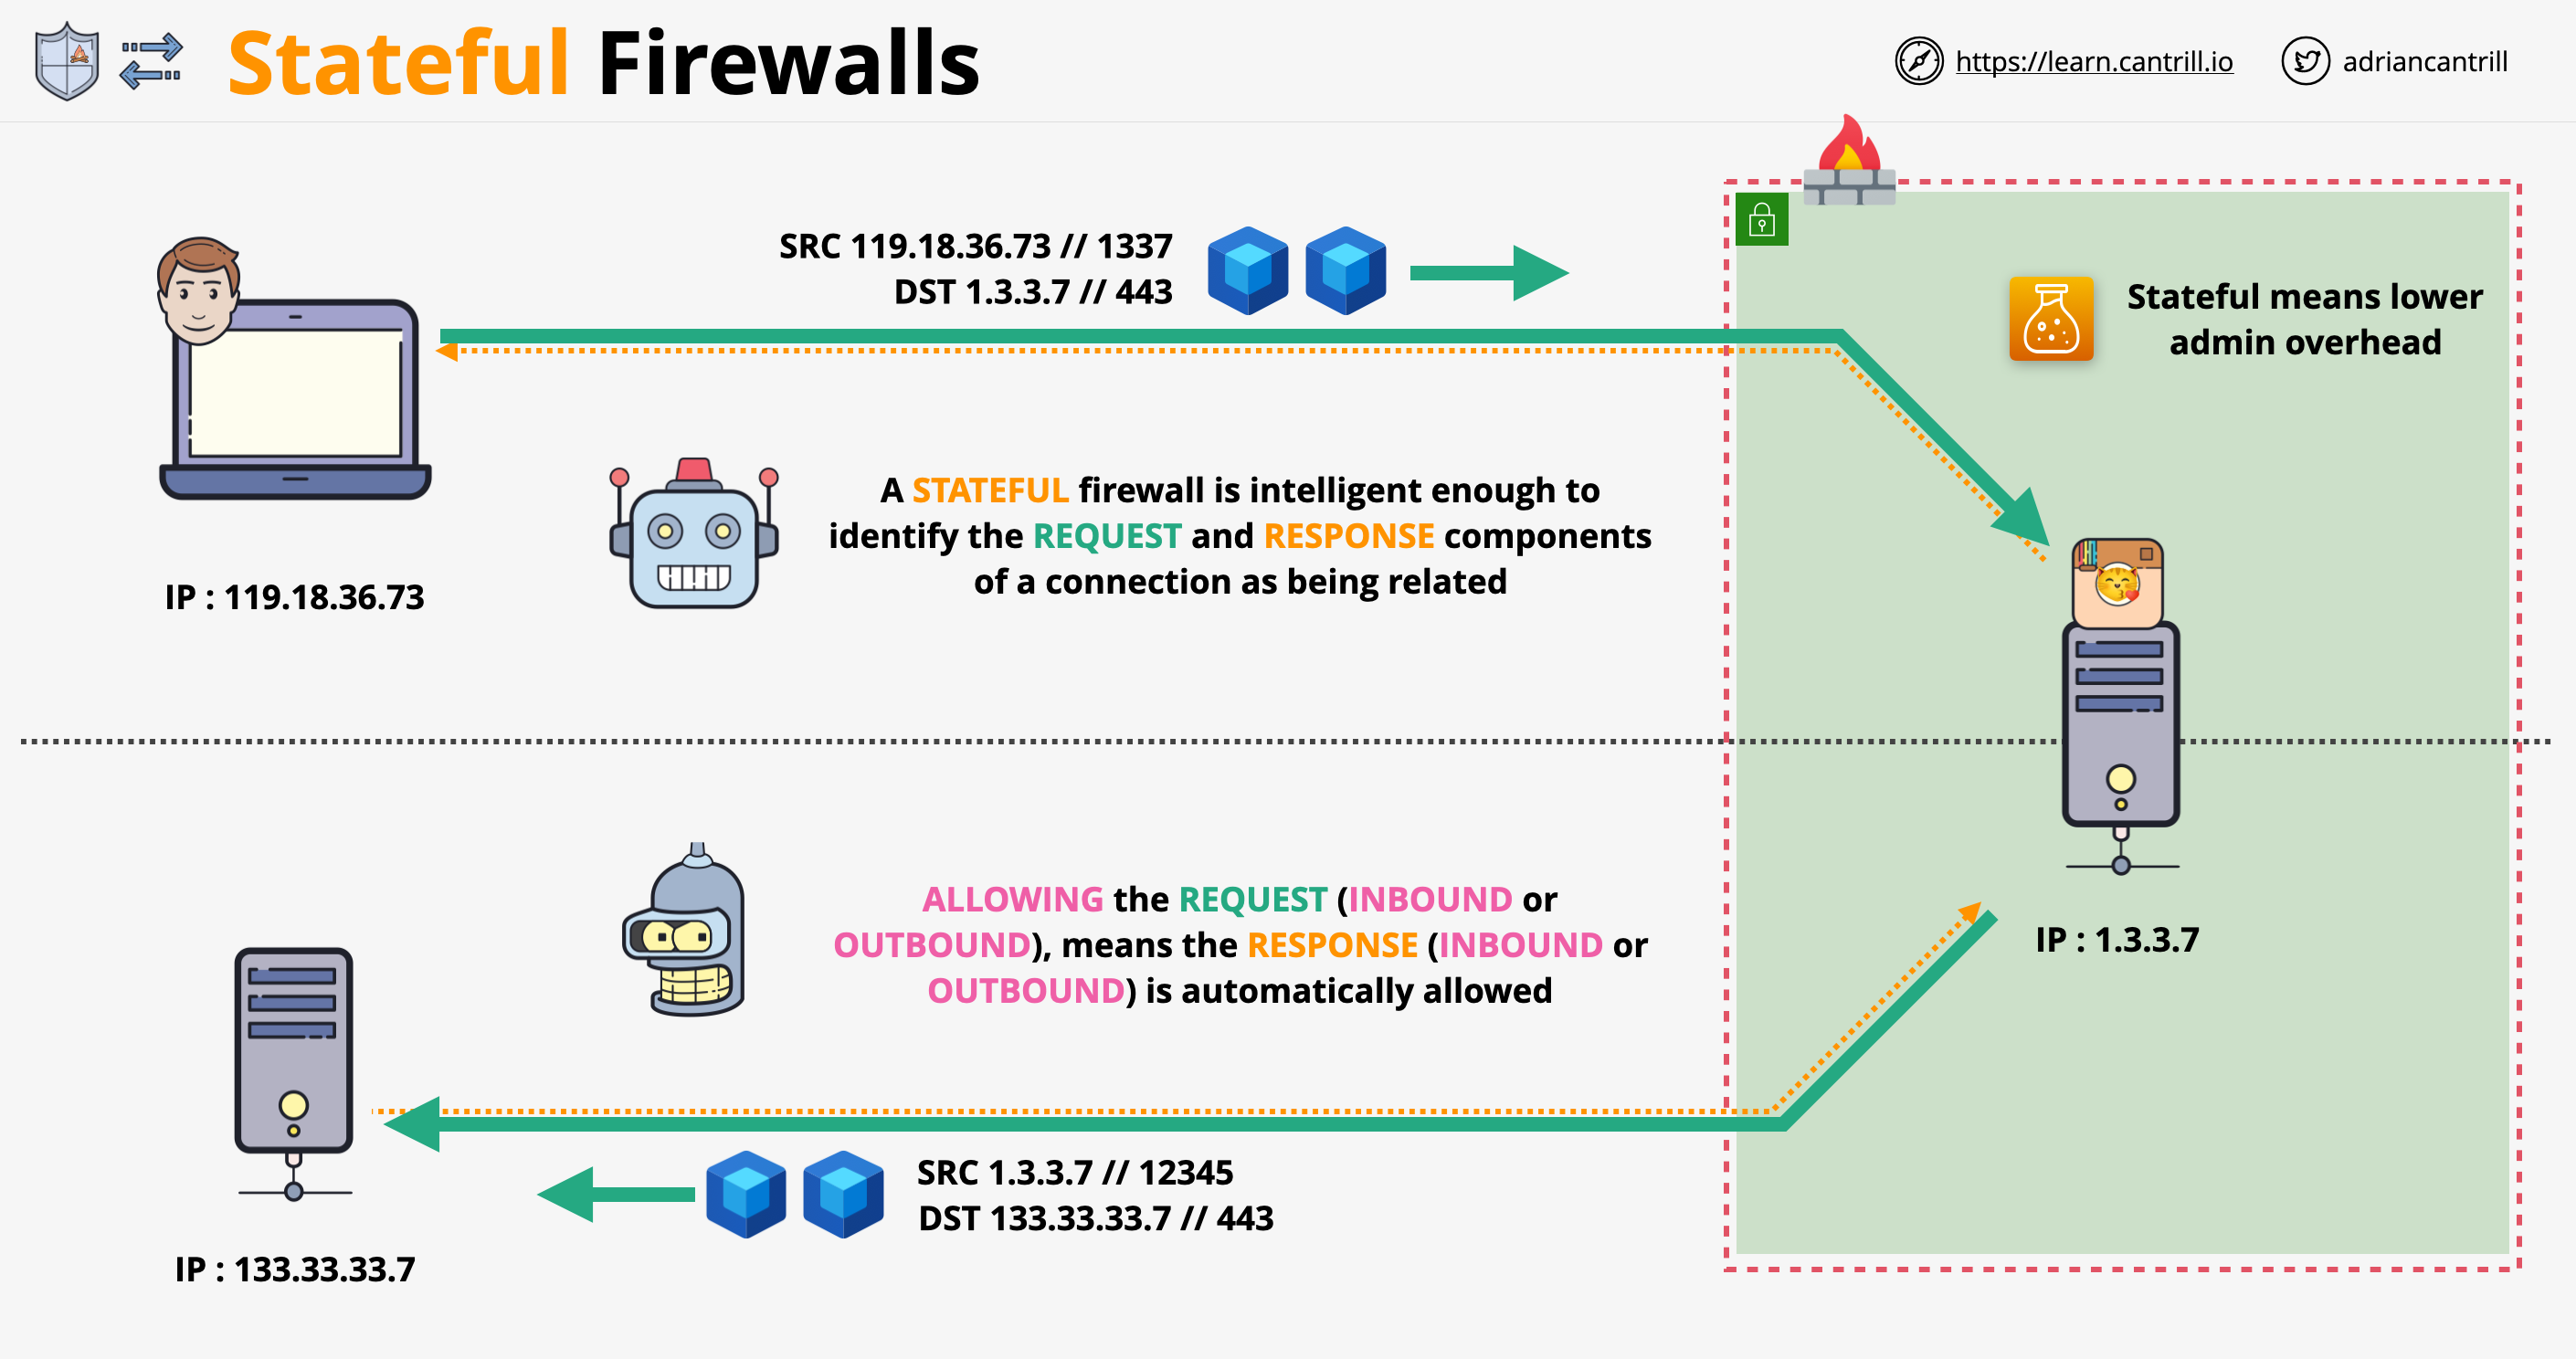 Stateful Firewalls
https://learn.cantrill.io
adriancantrill
SRC 119.18.36.73 // 1337
DST 1.3.3.7 // 443
Stateful means lower
admin overhead
A STATEFUL firewall is intelligent enough to
identify the REQUEST and RESPONSE components
of a connection as being related
IP : 119.18.36.73
ALLOWING the REQUEST (INBOUND or
OUTBOUND), means the RESPONSE (INBOUND or
OUTBOUND) is automatically allowed
IP : 1.3.3.7
SRC 1.3.3.7 // 12345
DST 133.33.33.7 // 443
IP : 133.33.33.7